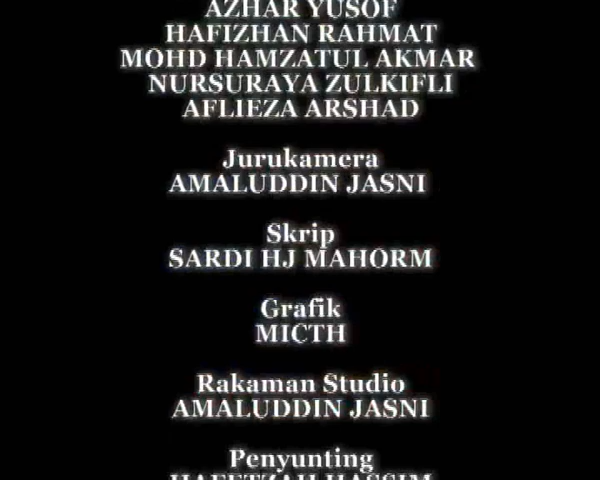 AZHAR YUSOF
HAFIZHAN RAHMAT
MOHD HAMZATUL AKMAR
NURSURAYA ZULKIFLI
AFLIEZA ARSHAD
Jurukamera
AMALUDDIN JASNI
Skrip
SARDI HJ MAHORM
Grafik
MICTH
Rakaman Studio
AMALUDDIN JASNI
Penyunting